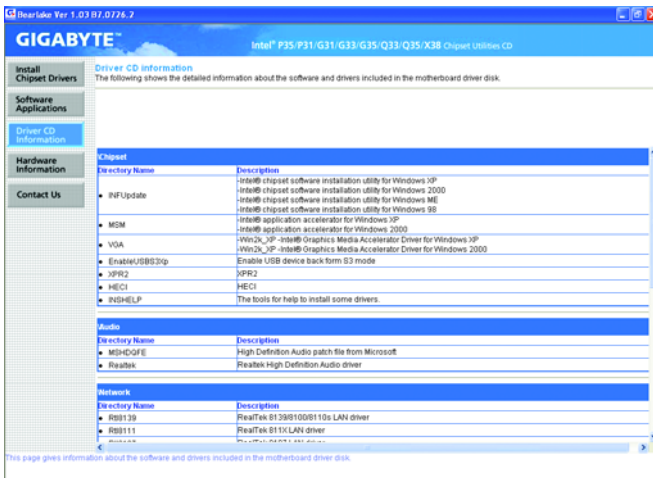 Bearlake Ver 1.03 B7.0726.2
GIGABYTE™
Intel® P35/P31/G31/G33/G35/Q33/Q35/X38 Chipset Utilities CD
Install
Chipset Drivers
Software
Applications
Driver CD
Information
Hardware
Information
Contact Us
Driver CD information
The following shows the detailed information about the software and drivers included in the motherboard driver disk.
\Chipset
Directory Name Description
• INFUpdate
-Intel® chipset software installation utility for Windows XP
-Intel® chipset software installation utility for Windows 2000
-Intel® chipset software installation utility for Windows ME
-Intel® chipset software installation utility for Windows 98
• MSM
-Intel® application accelerator for Windows XP
-Intel® application accelerator for Windows 2000
• VGA
-Win2k_XP -Intel® Graphics Media Accelerator Driver for Windows XP
-Win2k_XP -Intel® Graphics Media Accelerator Driver for Windows 2000
• EnableUSBS3Xp Enable USB device back form S3 mode
• XPR2 XPR2
• HECI HECI
• INSHELP The tools for help to install some drivers.
\Audio
Directory Name Description
• MSHDQFE High Definition Audio patch file from Microsoft
• Realtek Realtek High Definition Audio driver
\Network
Directory Name Description
• Rtl8139 RealTek 8139/8100/8110s LAN driver
• Rtl8111 RealTek 811X LAN driver
This page gives information about the software and drivers included in the motherboard driver disk.